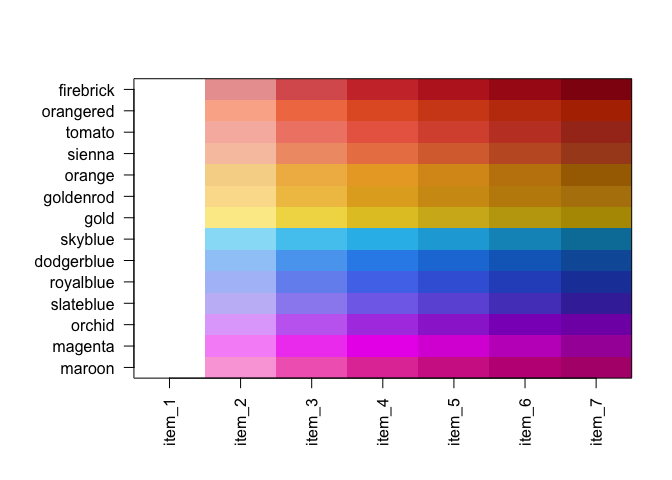 firebrick
orangered
tomato
sienna
orange
goldenrod
gold
skyblue
dodgerblue
royalblue
slateblue
orchid
magenta
maroon
item_1
item_2
item_3
item_4
item_5
item_6
item_7